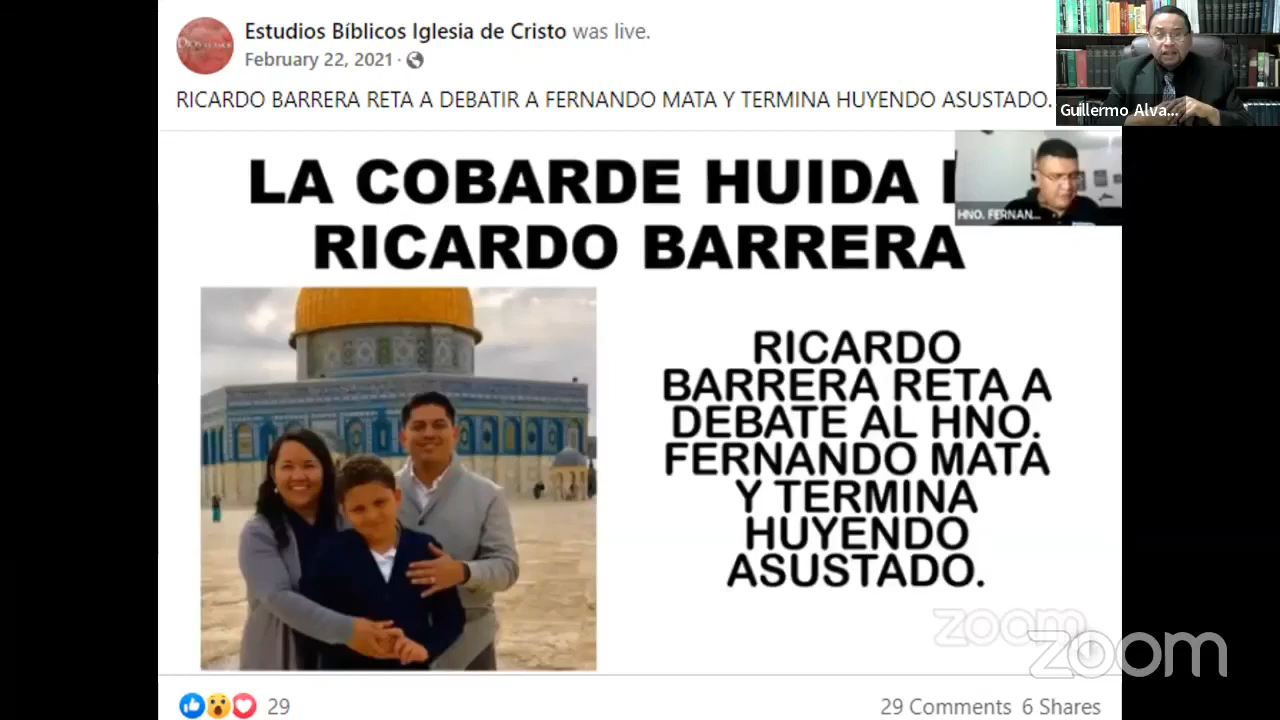 Estudios Bíblicos Iglesia de Cristo was live.
February 22, 2021
RICARDO BARRERA RETA A DEBATIR A FERNANDO MATA Y TERMINA HUYENDO ASUSTADO.
Guillermo Alva...
HNO. FERNAN...
LA COBARDE HUIDA
RICARDO BARRERA
RICARDO
BARRERA RETA A
DEBATE AL HNO.
FERNANDO MATA
Y TERMINA
HUYENDO
ASUSTADO.
zoom
zoom
29
29 Comments 6 Shares